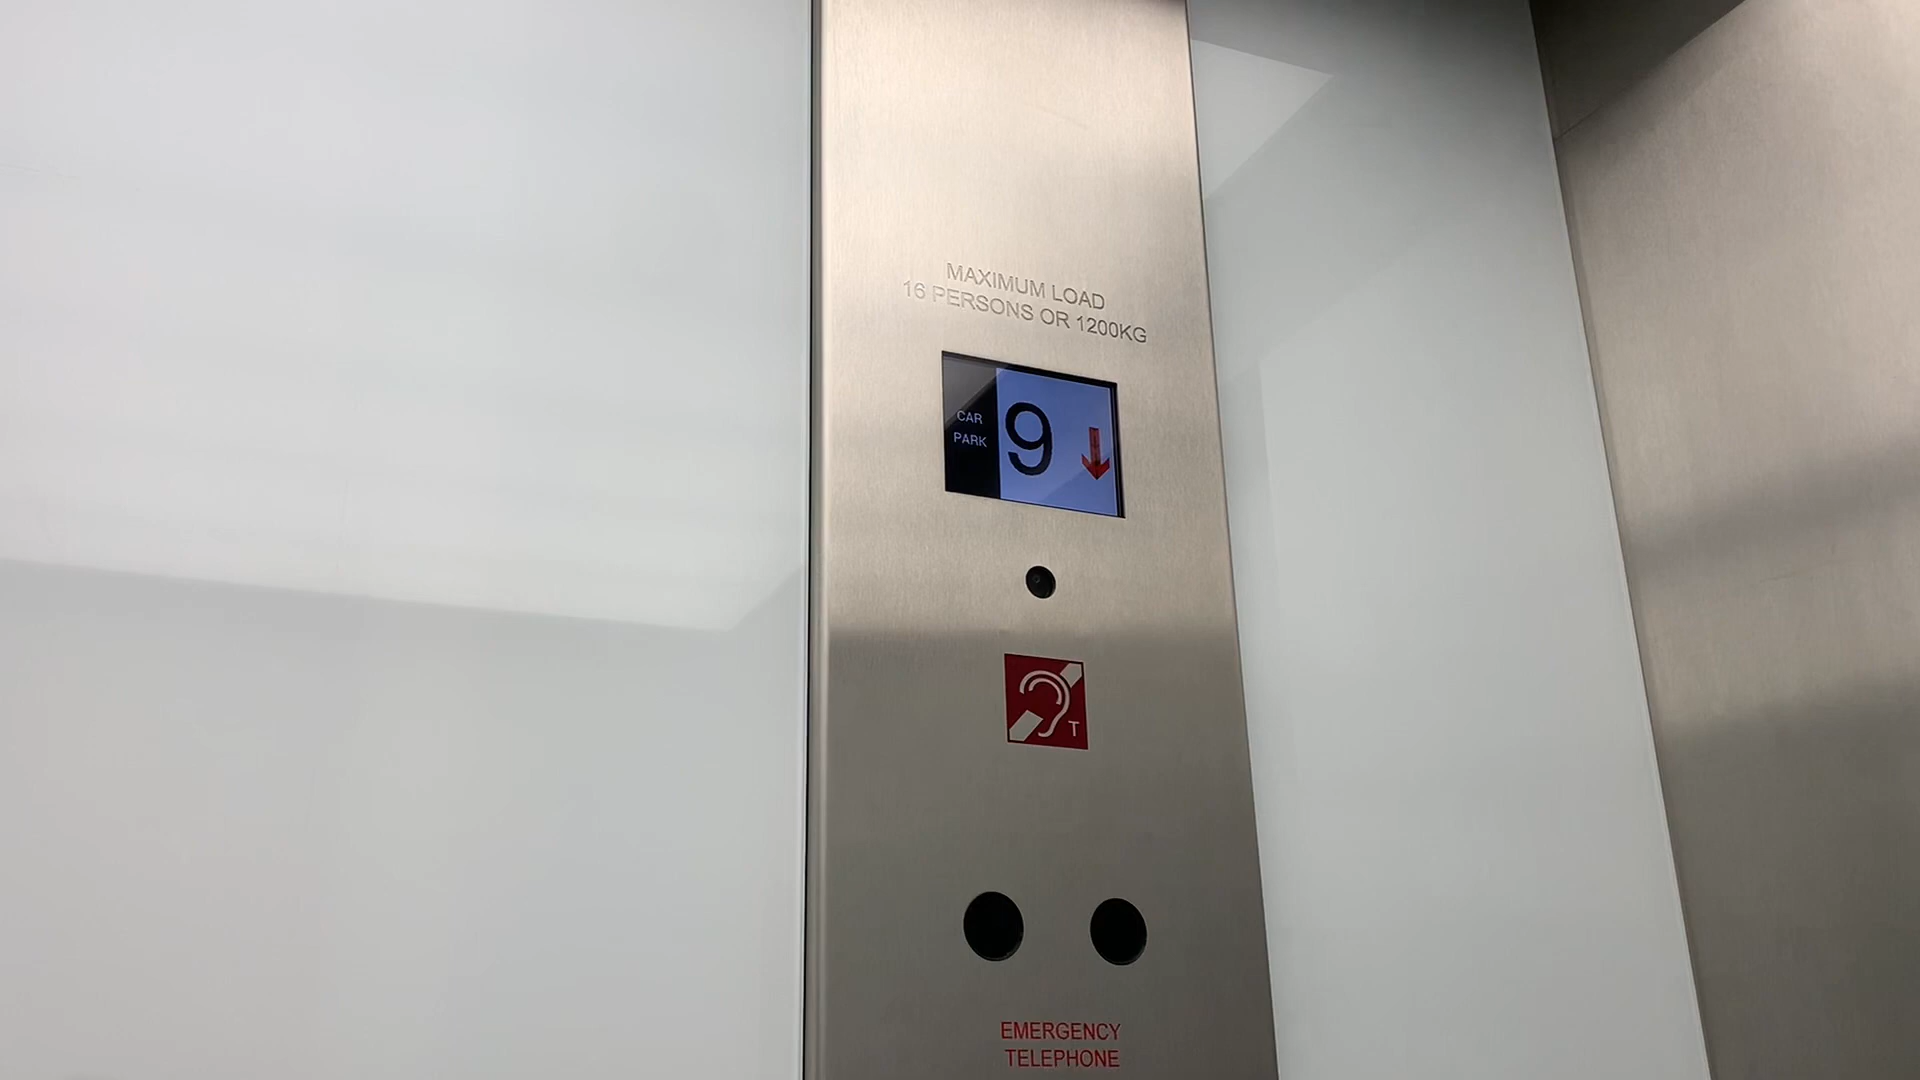 MAXIMUM LOAD
16 PERSONS OR 1200KG
CAR
PARK
9
T
EMERGENCY
TELEPHONE